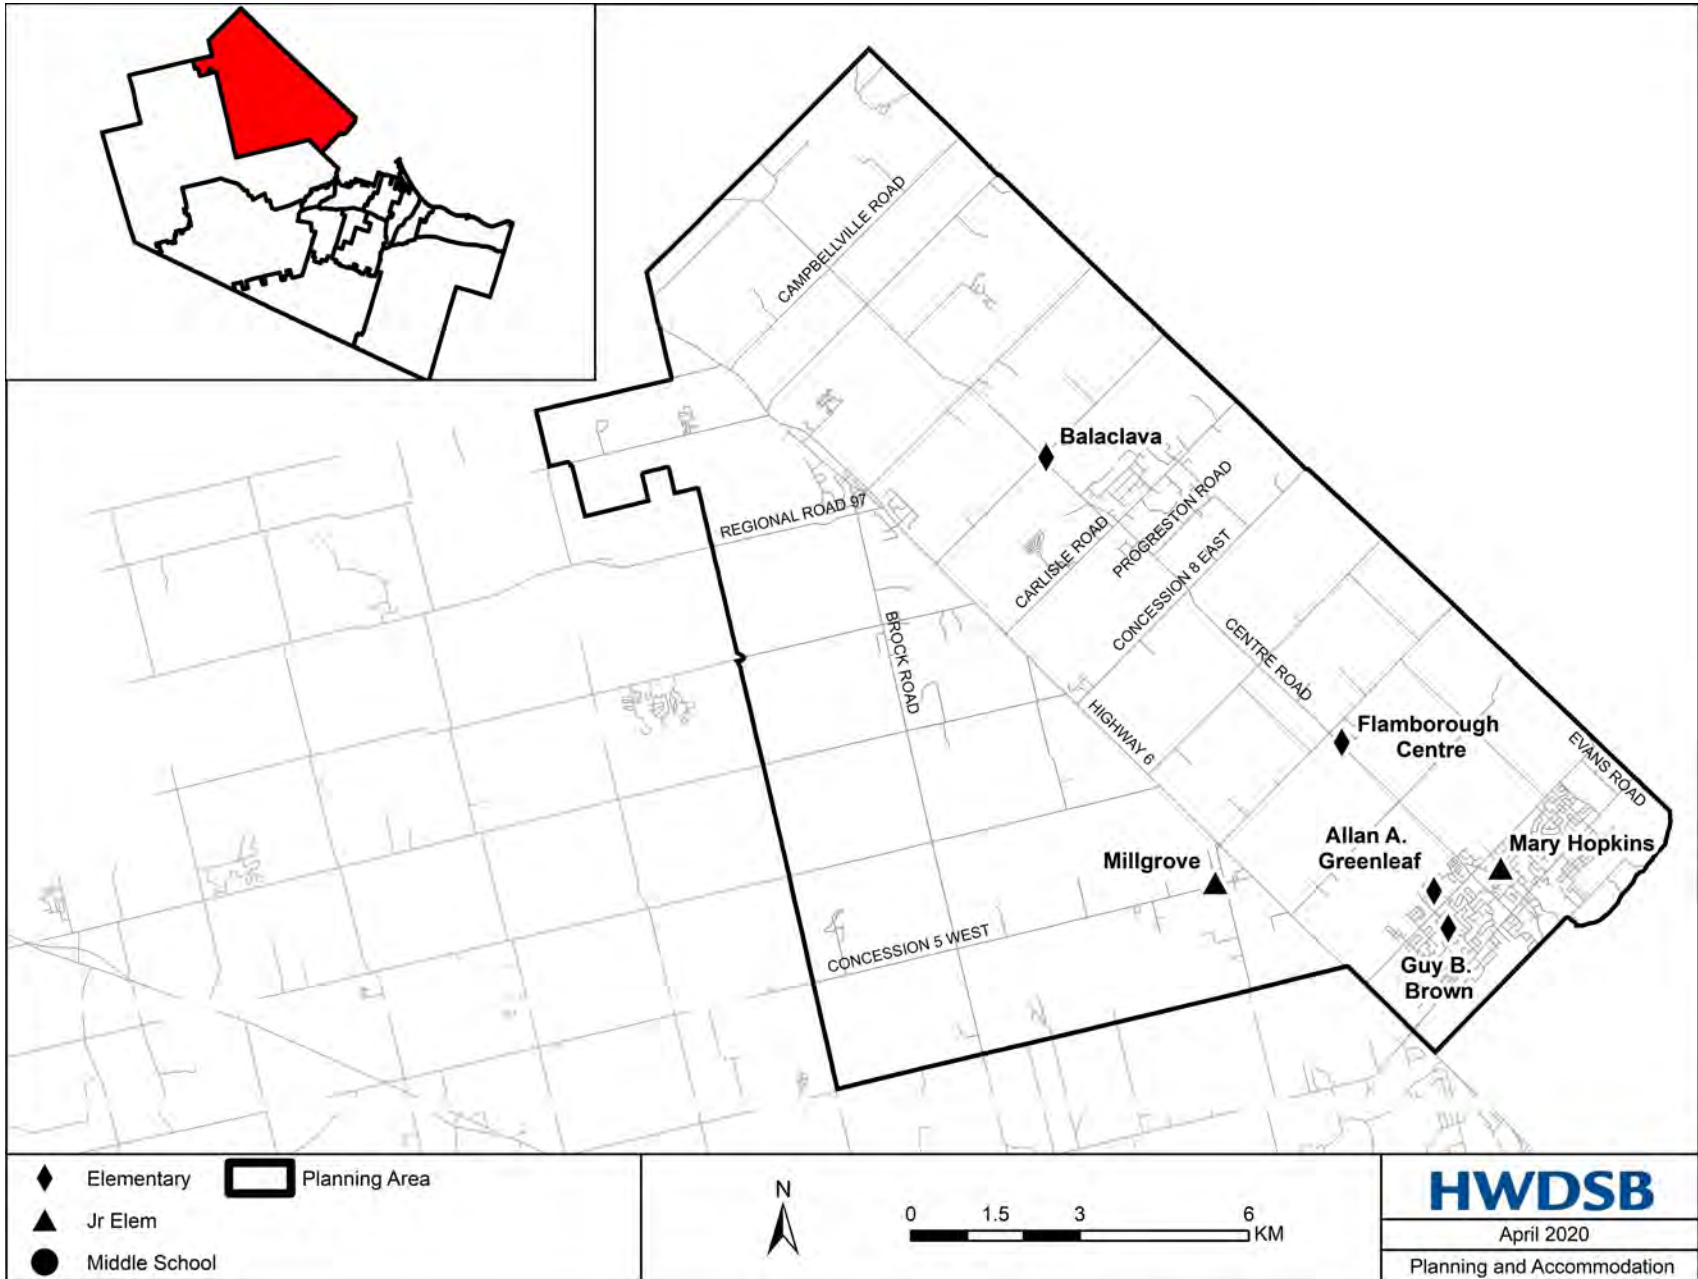 CAMPBELLVILLE ROAD
Balaclava
REGIONAL ROAD 97
CARLISLE ROAD
PROGRESTON ROAD
CONCESSION 8 EAST
BROCK ROAD
CENTRE ROAD
HIGHWAY 6
Flamborough
Centre
EVANS ROAD
Allan A.
Greenleaf
Mary Hopkins
Millgrove
CONCESSION 5 WEST
Guy B.
Brown
Elementary
Planning Area
Jr Elem
Middle School
N
0 1.5 3 6
KM
HWDSB
April 2020
Planning and Accommodation